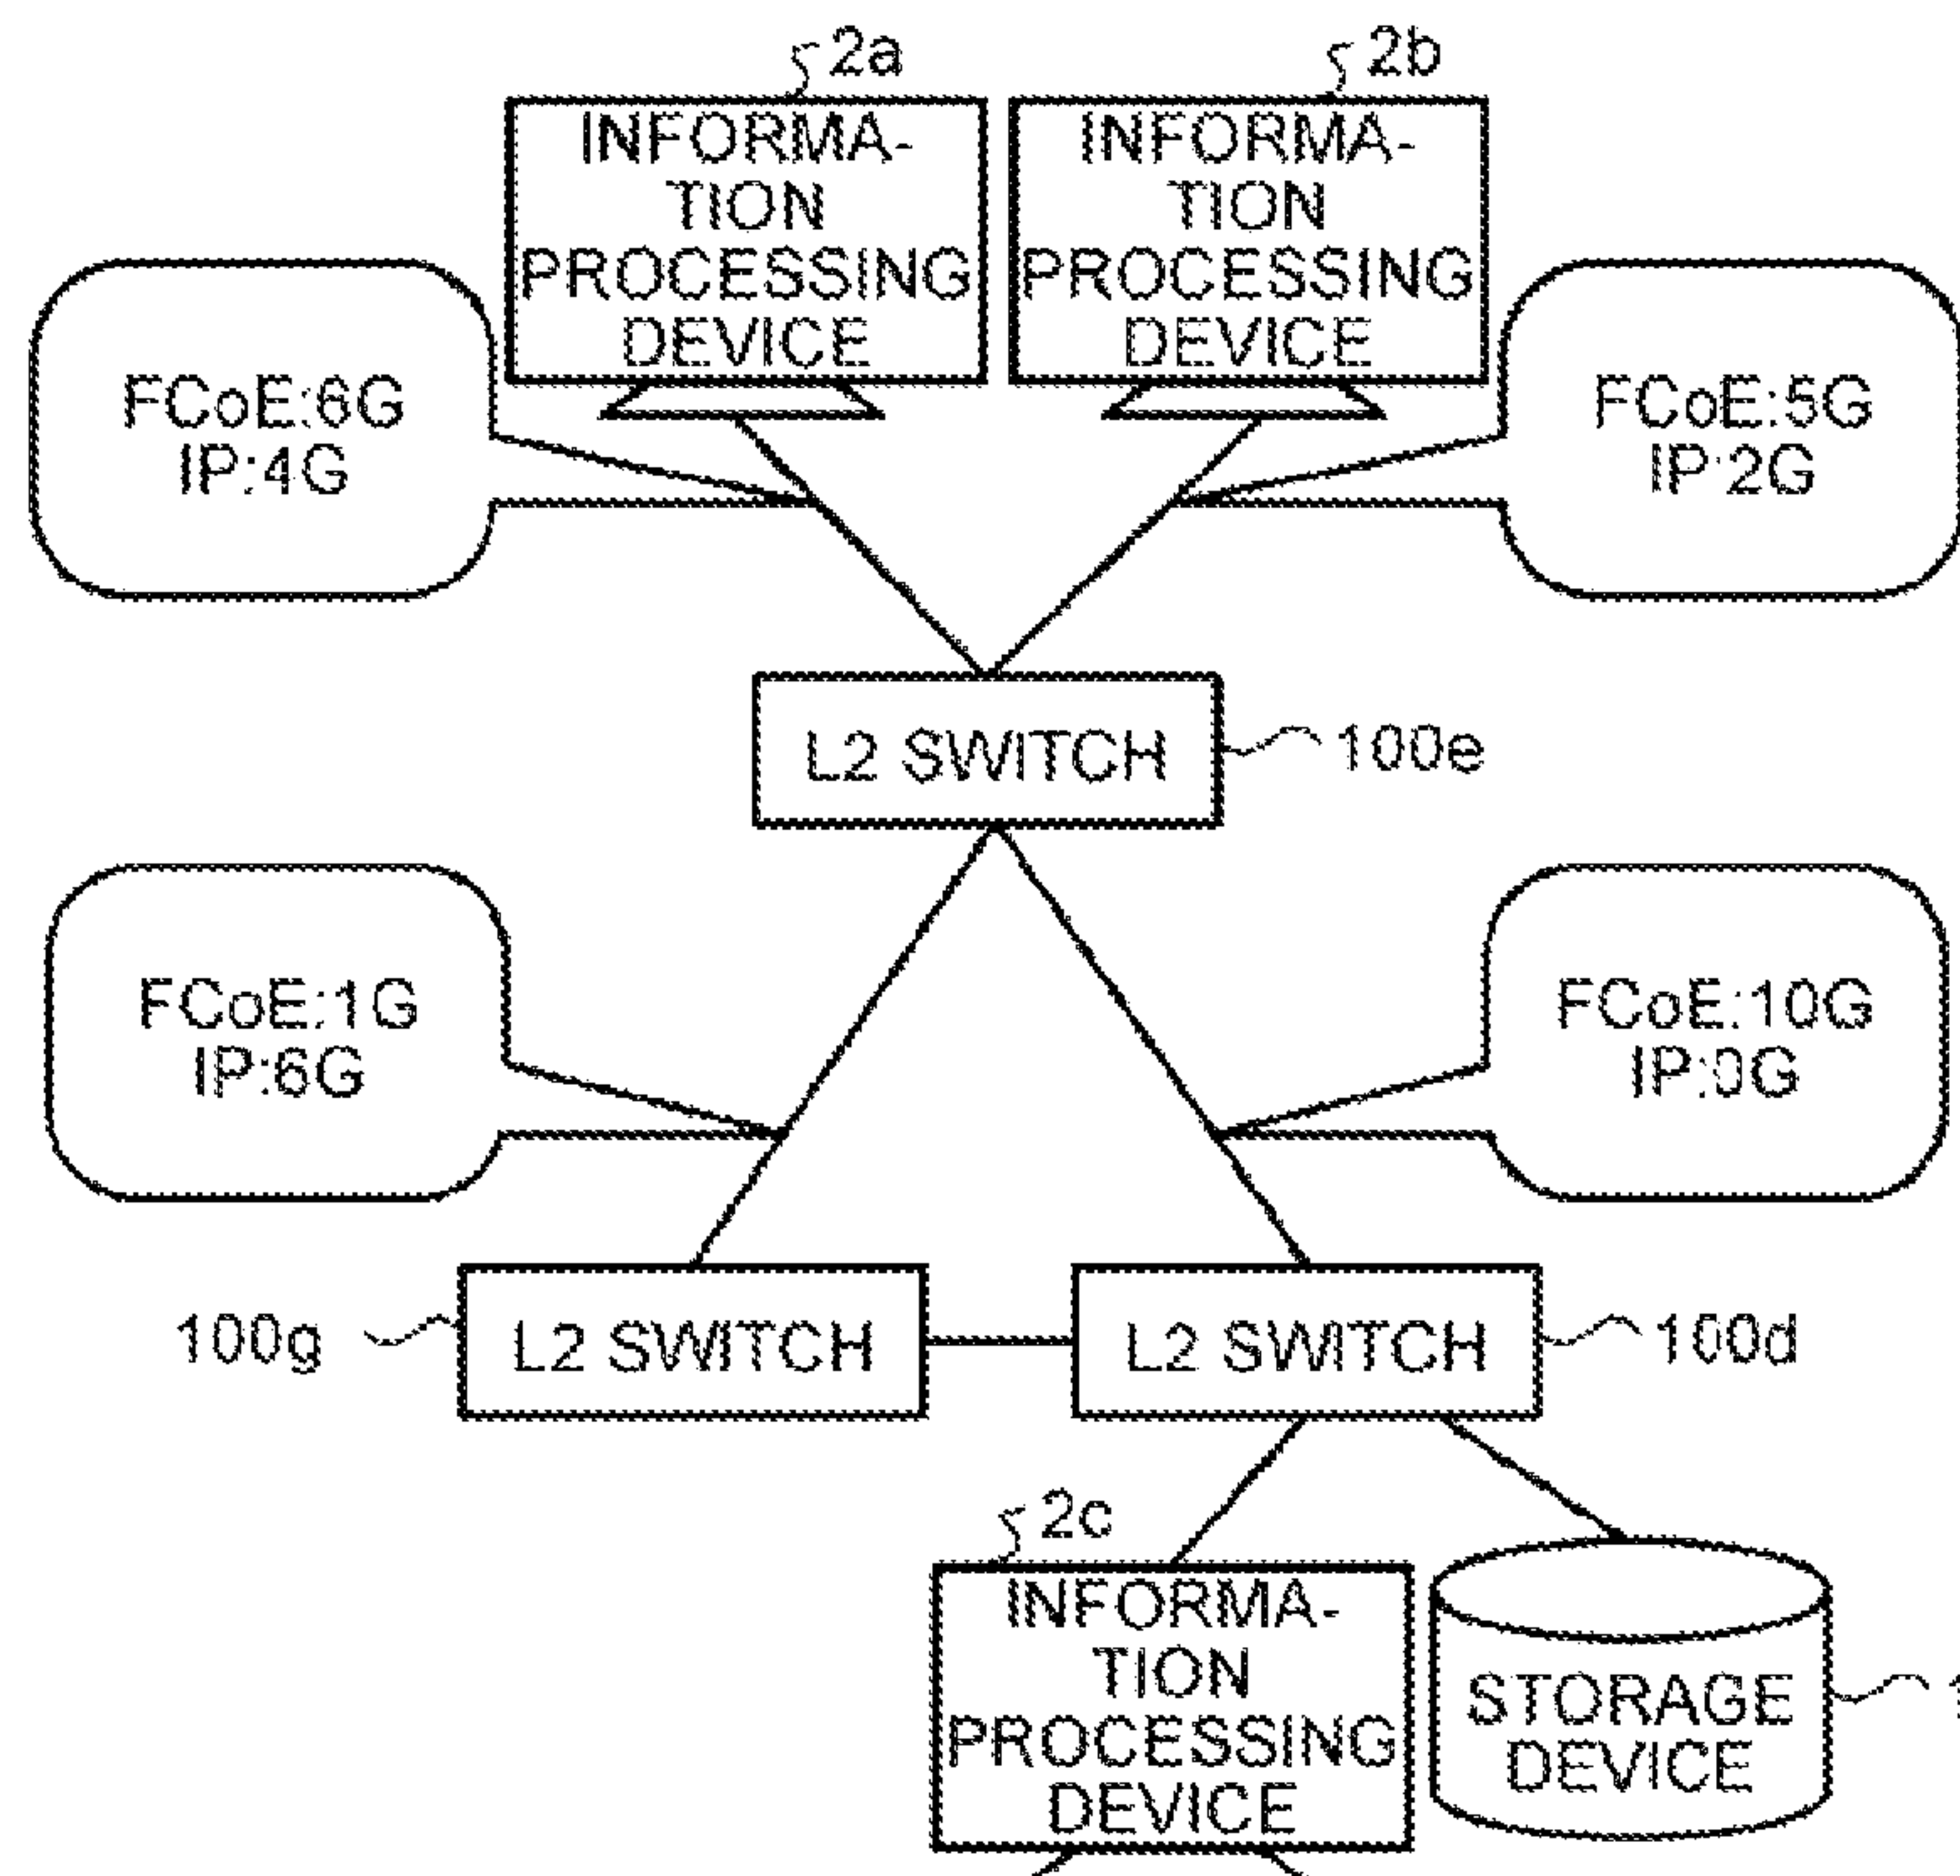 2a
2b
INFORMA-
TION
PROCESSING
DEVICE
INFORMA-
TION
PROCESSING
DEVICE
FCoE:6G
IP:4G
FCoE:5G
IP:2G
L2 SWITCH
100e
FCoE:1G
IP:6G
FCoE:10G
IP:0G
100g
L2 SWITCH
L2 SWITCH
100d
2c
INFORMA-
TION
PROCESSING
DEVICE
STORAGE
DEVICE